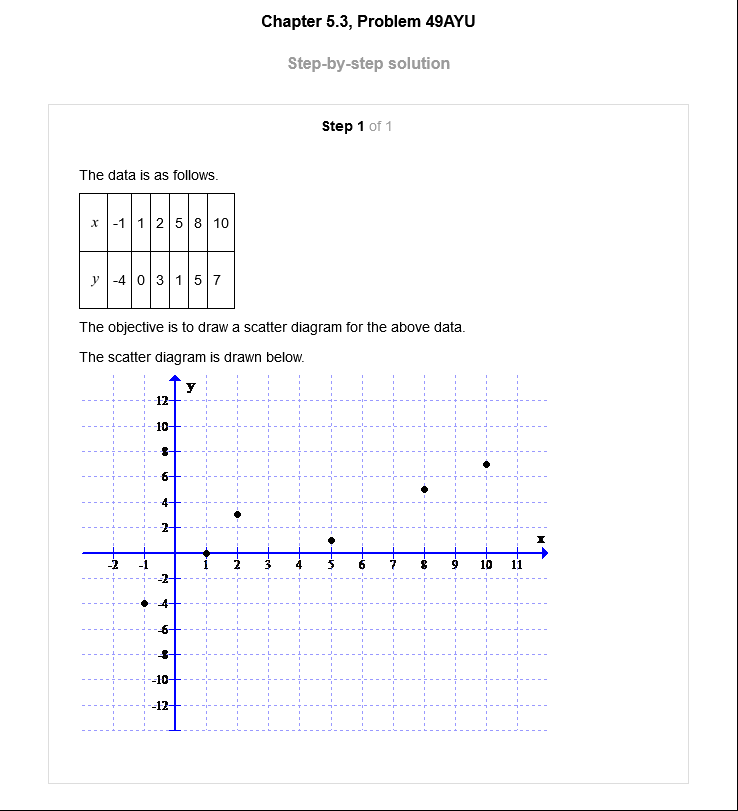 Chapter 5.3, Problem 49AYU
Step-by-step solution
Step 1 of 1
The data is as follows.
x -1 1 2 5 8 10
y -4 0 3 1 5 7
The objective is to draw a scatter diagram for the above data.
The scatter diagram is drawn below.
y
12
10
8
6
4
2
x
-2 -1 1 2 3 4 5 6 7 8 9 10 11
-2
-4
-6
-8
-10
-12